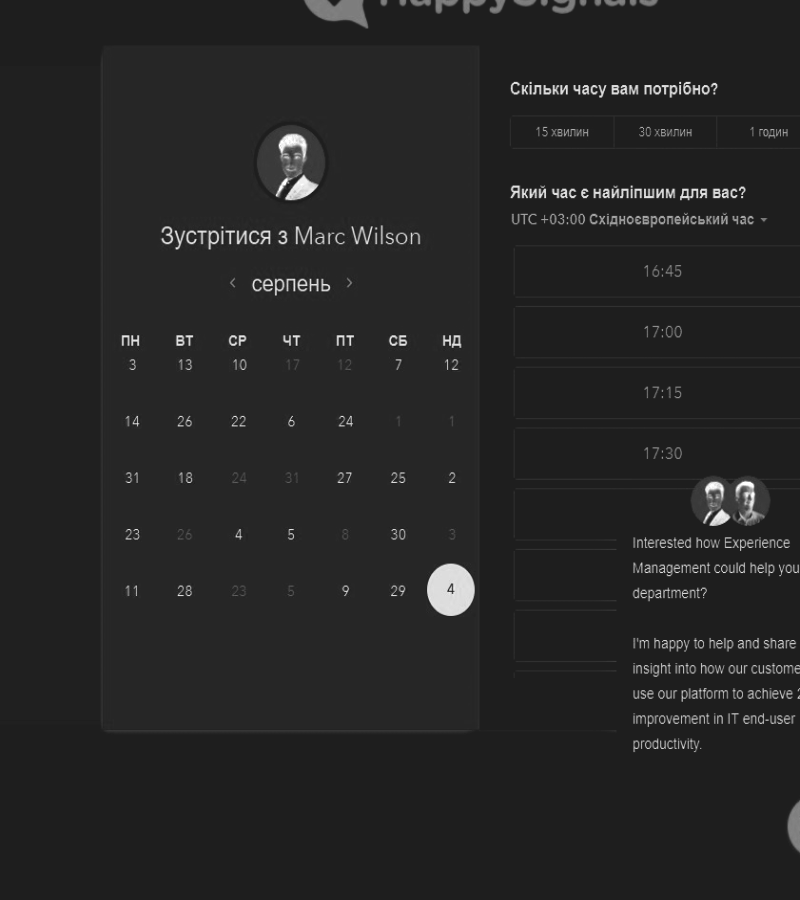 HappySignals
Зустрітися з Marc Wilson
серпень
ПН ВТ СР ЧТ ПТ СБ НД
3 13 10 17 12 7 12
14 26 22 6 24 1 1
31 18 24 31 27 25 2
23 26 4 5 8 30 3
11 28 23 5 9 29 4
Скільки часу вам потрібно?
15 хвилин 30 хвилин 1 годин
Який час є найліпшим для вас?
UTC +03:00 Східноєвропейський час
16:45
17:00
17:15
17:30
Interested how Experience
Management could help you
department?
I'm happy to help and share
insight into how our custome
use our platform to achieve 2
improvement in IT end-user
productivity.